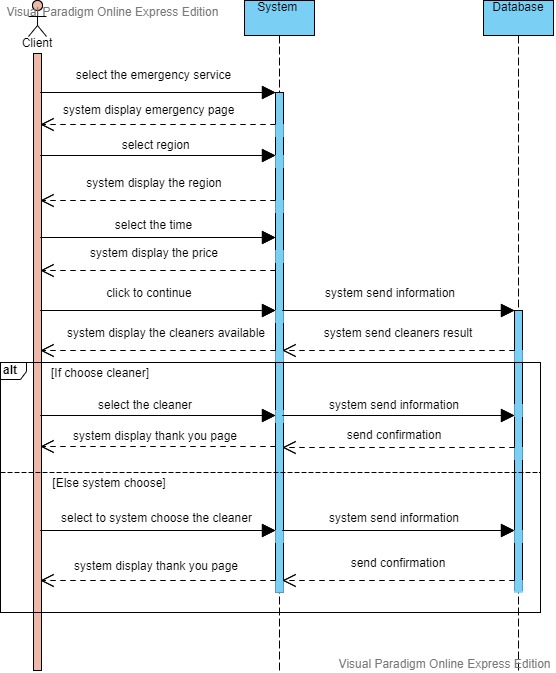 Visual Paradigm Online Express Edition
System
Database
Client
select the emergency service
system display emergency page
select region
system display the region
select the time
system display the price
click to continue
system send information
system display the cleaners available
system send cleaners result
alt
[If choose cleaner]
select the cleaner
system send information
system display thank you page
send confirmation
[Else system choose]
select to system choose the cleaner
system send information
system display thank you page
send confirmation
Visual Paradigm Online Express Edition